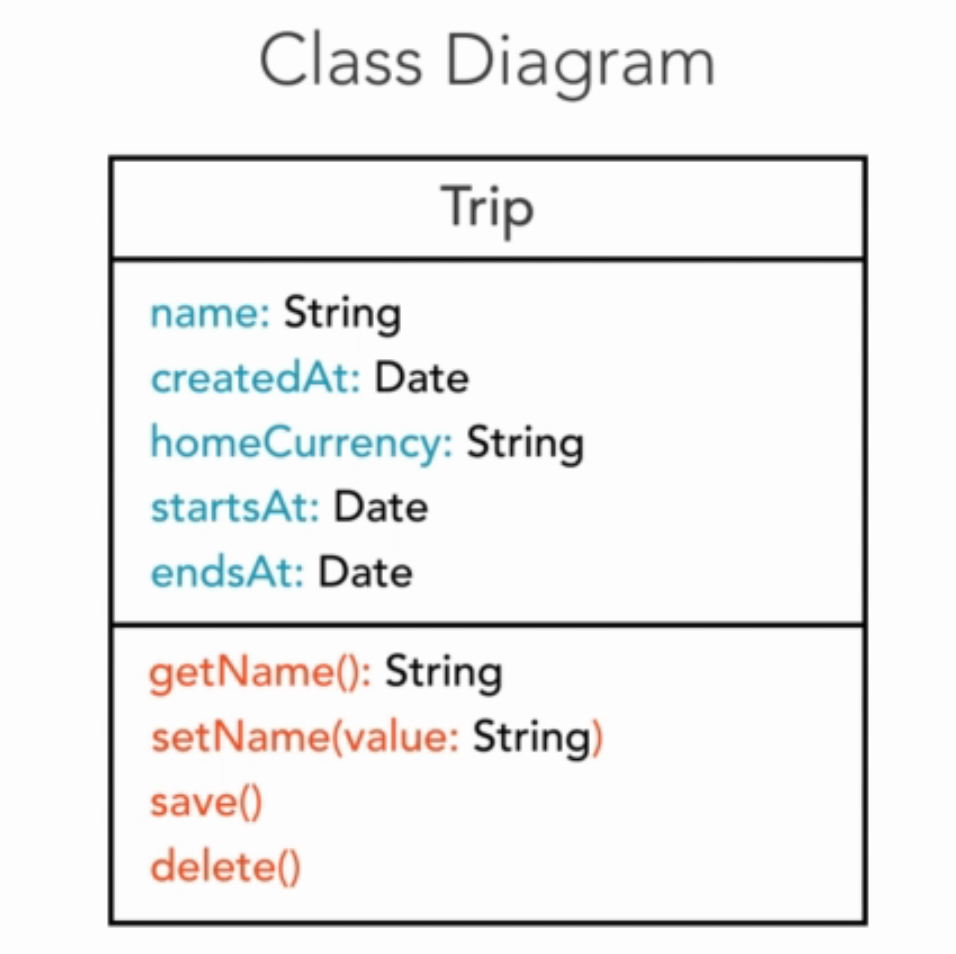 Class Diagram
Trip
name: String
createdAt: Date
homeCurrency: String
startsAt: Date
endsAt: Date
getName(): String
setName(value: String)
save()
delete()